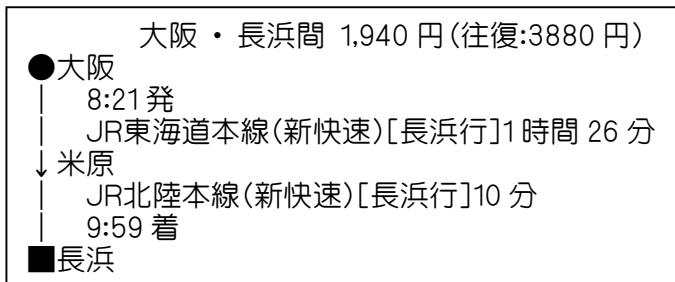 大阪 ・ 長浜間 1,940 円(往復:3880 円)
●大阪
｜ 8:21 発
｜ JR東海道本線(新快速)[長浜行]1 時間 26 分
↓米原
｜ JR北陸本線(新快速)[長浜行]10 分
｜ 9:59 着
■長浜